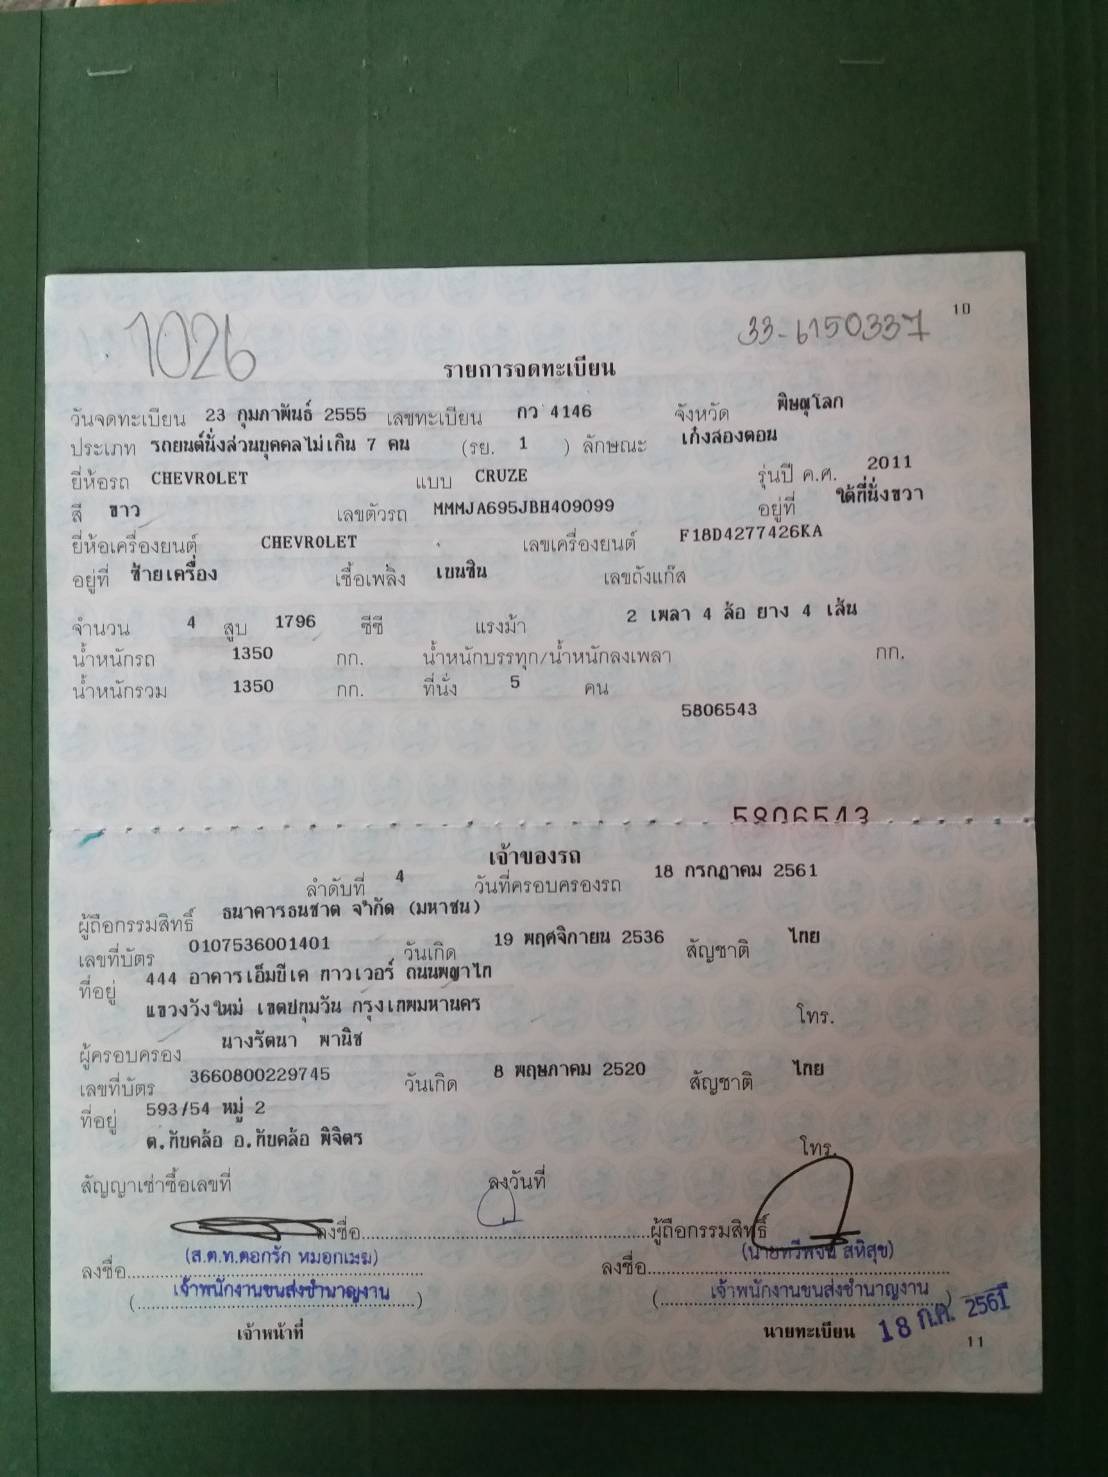 10
1026
33-6150337
รายการจดทะเบียน
วันจดทะเบียน 23 กุมภาพันธ์ 2555 เลขทะเบียน กว 4146 จังหวัด พิษณุโลก
ประเภท รถยนต์นั่งส่วนบุคคลไม่เกิน 7 คน (รย. 1 ) ลักษณะ เก๋งสองตอน
ยี่ห้อรถ CHEVROLET แบบ CRUZE รุ่นปี ค.ศ. 2011
สี ขาว เลขตัวรถ MMMJA695JBH409099 อยู่ที่ ใต้ที่นั่งขวา
ยี่ห้อเครื่องยนต์ CHEVROLET เลขเครื่องยนต์ F18D4277426KA
อยู่ที่ ซ้ายเครื่อง เชื้อเพลิง เบนซิน เลขถังแก๊ส
จำนวน 4 สูบ 1796 ซีซี แรงม้า 2 เพลา 4 ล้อ ยาง 4 เส้น
น้ำหนักรถ 1350 กก. น้ำหนักบรรทุก/น้ำหนักลงเพลา กก.
น้ำหนักรวม 1350 กก. ที่นั่ง 5 คน
5806543
5806543
เจ้าของรถ
ลำดับที่ 4 วันที่ครอบครองรถ 18 กรกฎาคม 2561
ผู้ถือกรรมสิทธิ์ ธนาคารธนชาต จำกัด (มหาชน)
เลขที่บัตร 0107536001401 วันเกิด 19 พฤศจิกายน 2536 สัญชาติ ไทย
ที่อยู่ 444 อาคารเอ็มบีเค ทาวเวอร์ ถนนพญาไท
แขวงวังใหม่ เขตปทุมวัน กรุงเทพมหานคร โทร.
ผู้ครอบครอง นางรัตนา พานิช
เลขที่บัตร 3660800229745 วันเกิด 8 พฤษภาคม 2520 สัญชาติ ไทย
ที่อยู่ 593/54 หมู่ 2
ต.ทับคล้อ อ.ทับคล้อ พิจิตร โทร.
สัญญาเช่าซื้อเลขที่ ลงวันที่
ลงชื่อ ผู้ถือกรรมสิทธิ์
ลงชื่อ (ส.ต.ท.ดอกรัก หมอกเมฆ) ลงชื่อ (นาย สหิสุข)
(เจ้าพนักงานขนส่งชำนาญงาน) (เจ้าพนักงานขนส่งชำนาญงาน)
เจ้าหน้าที่ นายทะเบียน 18 ก.ค. 2561
11